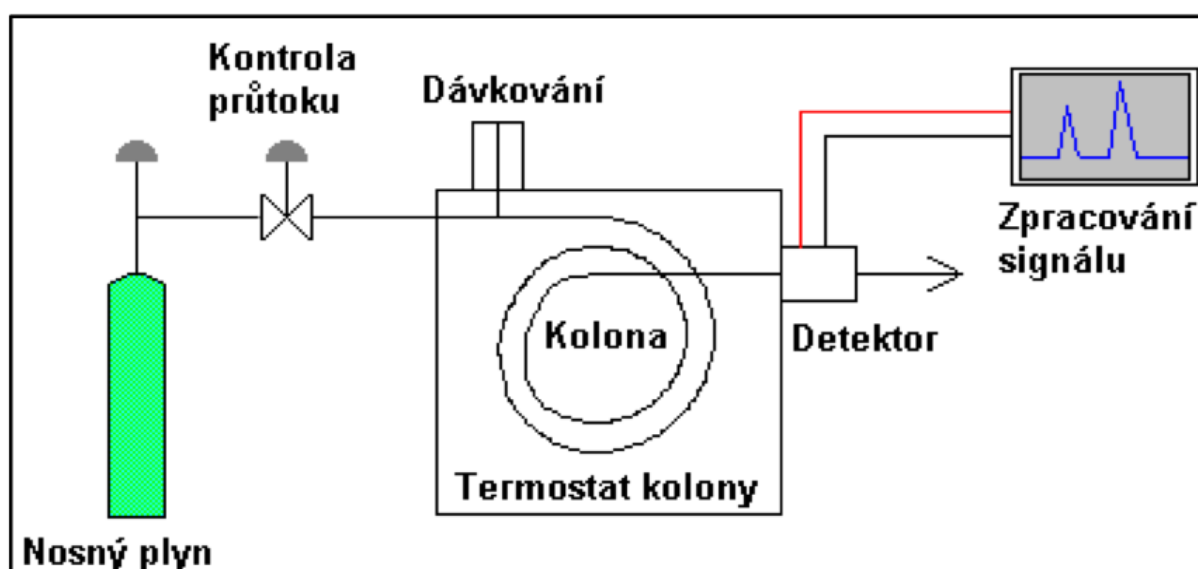 Kontrola
průtoku
Dávkování
Zpracování
signálu
Kolona
Detektor
Termostat kolony
Nosný plyn